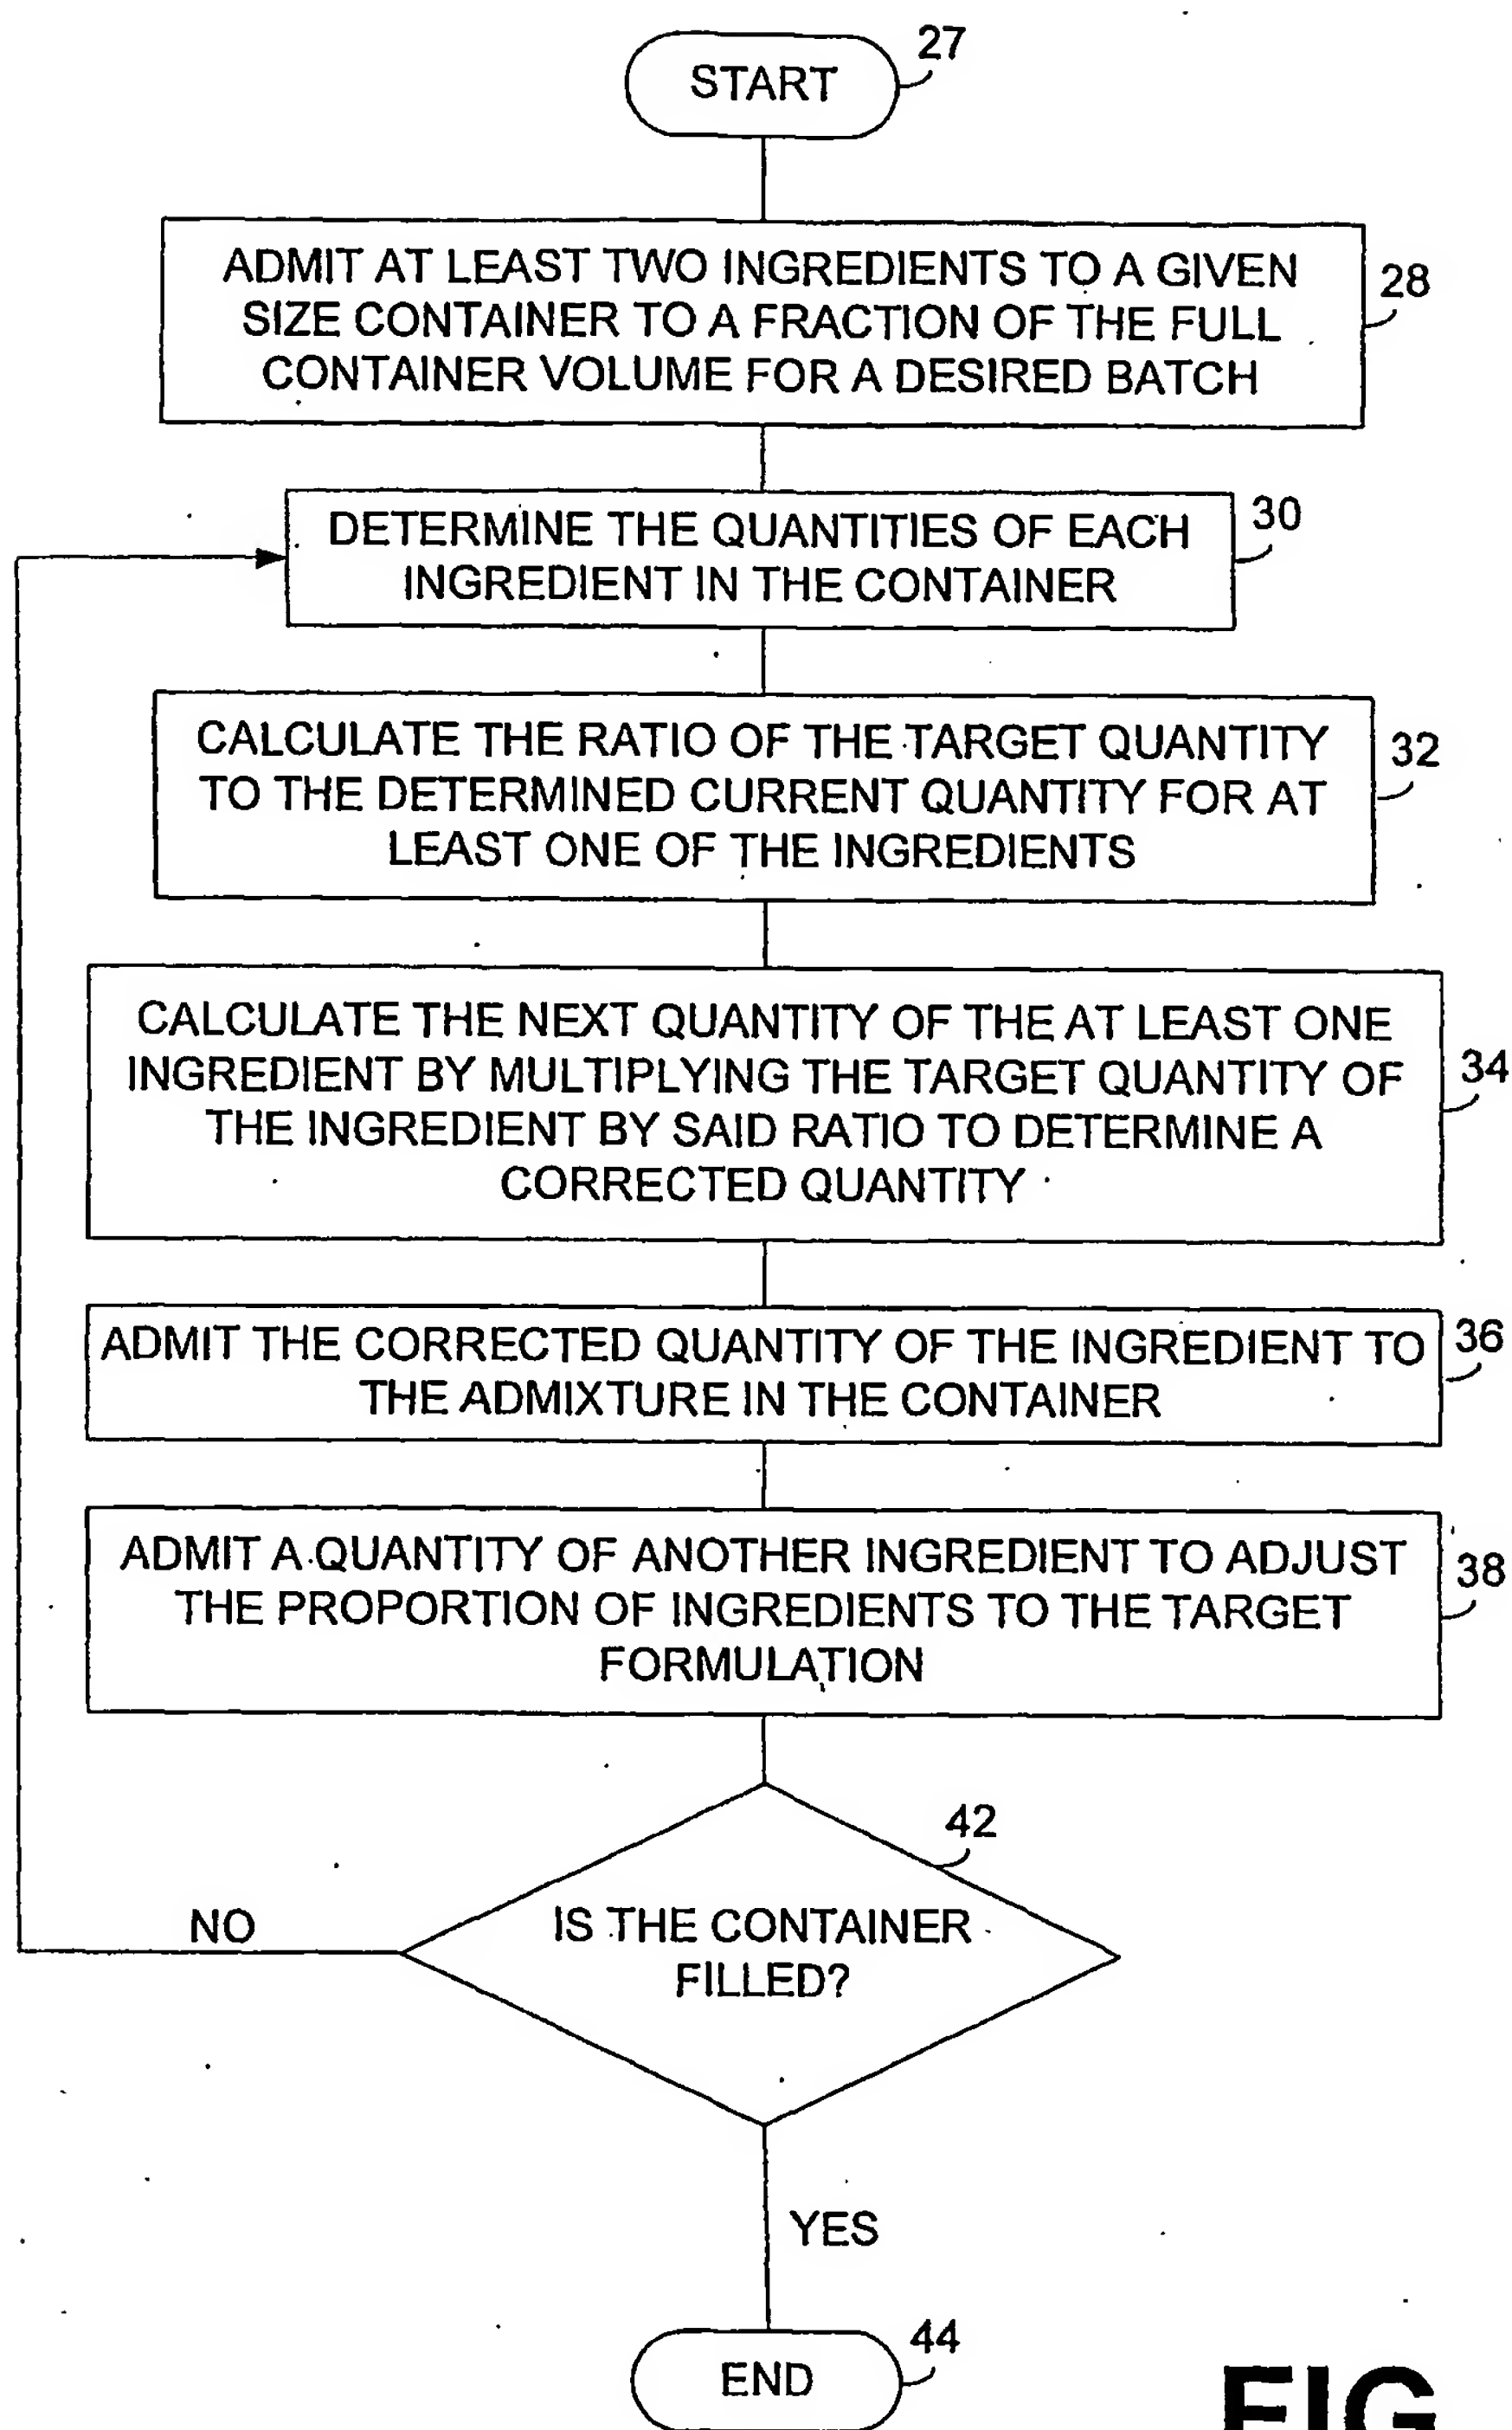 START
27
ADMIT AT LEAST TWO INGREDIENTS TO A GIVEN
SIZE CONTAINER TO A FRACTION OF THE FULL
CONTAINER VOLUME FOR A DESIRED BATCH
28
DETERMINE THE QUANTITIES OF EACH
INGREDIENT IN THE CONTAINER
30
CALCULATE THE RATIO OF THE TARGET QUANTITY
TO THE DETERMINED CURRENT QUANTITY FOR AT
LEAST ONE OF THE INGREDIENTS
32
CALCULATE THE NEXT QUANTITY OF THE AT LEAST ONE
INGREDIENT BY MULTIPLYING THE TARGET QUANTITY OF
THE INGREDIENT BY SAID RATIO TO DETERMINE A
CORRECTED QUANTITY
34
ADMIT THE CORRECTED QUANTITY OF THE INGREDIENT TO
THE ADMIXTURE IN THE CONTAINER
36
ADMIT A QUANTITY OF ANOTHER INGREDIENT TO ADJUST
THE PROPORTION OF INGREDIENTS TO THE TARGET
FORMULATION
38
42
IS THE CONTAINER
FILLED?
NO
YES
END
44
FIG